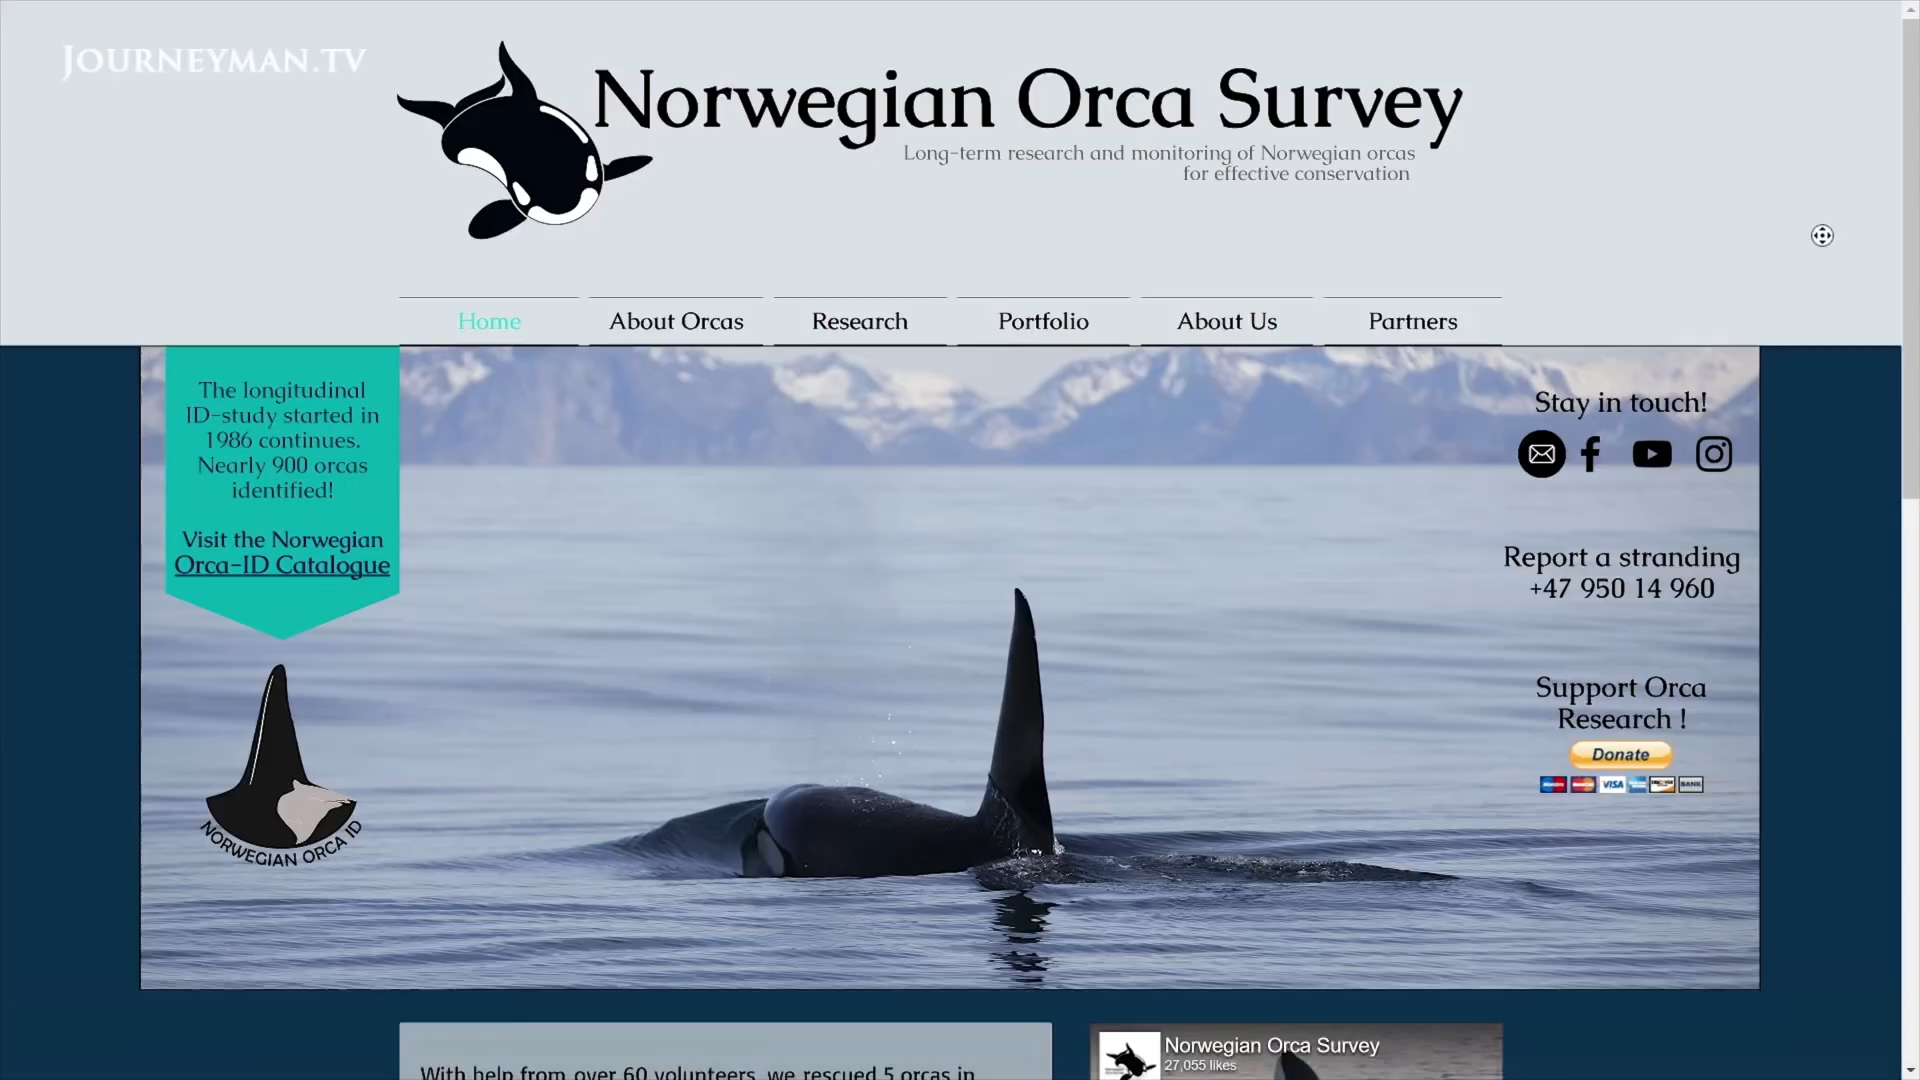 JOURNEYMAN.TV
Norwegian Orca Survey
Long-term research and monitoring of Norwegian orcas
for effective conservation
Home
About Orcas
Research
Portfolio
About Us
Partners
The longitudinal
ID-study started in
1986 continues.
Nearly 900 orcas
identified!
Visit the Norwegian
Orca-ID Catalogue
NORWEGIAN ORCA ID
Stay in touch!
Report a stranding
+47 950 14 960
Support Orca
Research !
Donate
VISA
BANK
With help from over 60 volunteers, we rescued 5 orcas in
Norwegian Orca Survey
27,055 likes